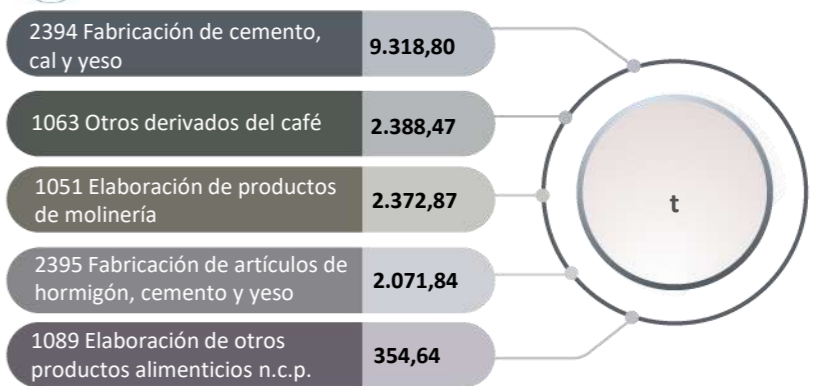 2394 Fabricación de cemento,
cal y yeso
9.318,80
1063 Otros derivados del café
2.388,47
1051 Elaboración de productos
de molinería
2.372,87
t
2395 Fabricación de artículos de
hormigón, cemento y yeso
2.071,84
1089 Elaboración de otros
productos alimenticios n.c.p.
354,64